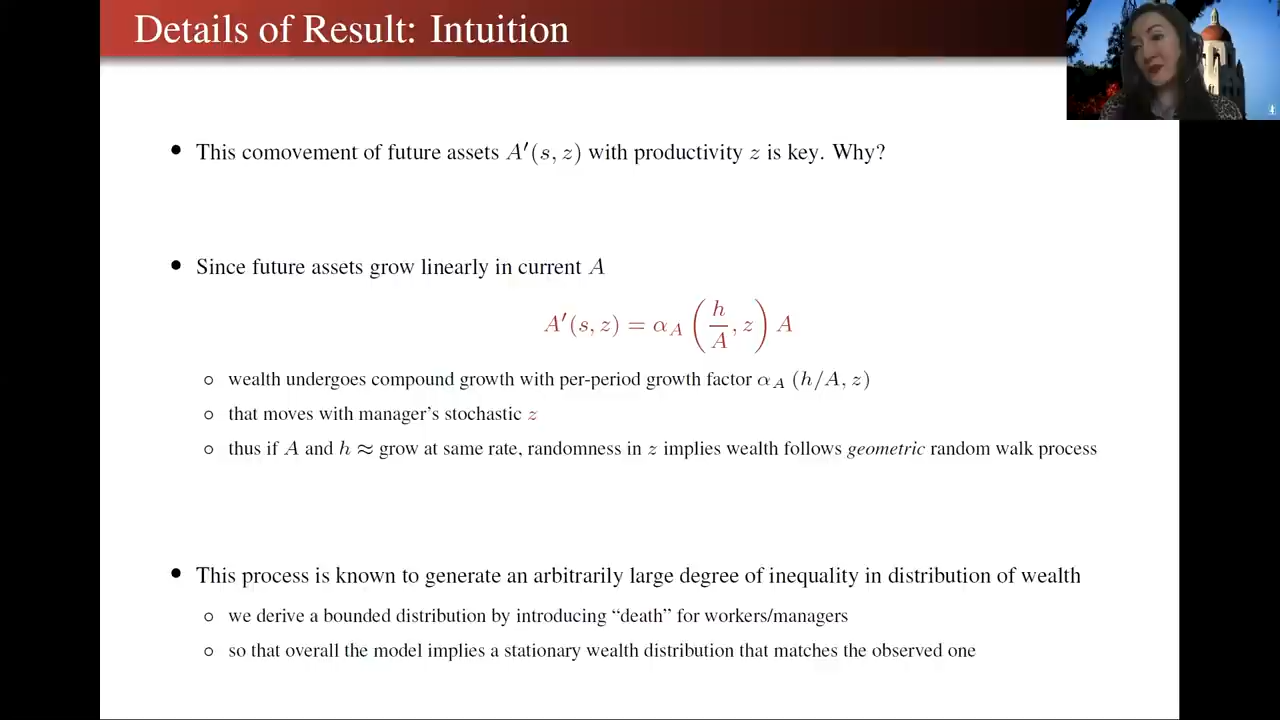 Details of Result: Intuition
• This comovement of future assets A′(s, z) with productivity z is key. Why?
• Since future assets grow linearly in current A
A′(s, z) = α_A (h/A, z) A
○ wealth undergoes compound growth with per-period growth factor α_A (h/A, z)
○ that moves with manager's stochastic z
○ thus if A and h ≈ grow at same rate, randomness in z implies wealth follows geometric random walk process
• This process is known to generate an arbitrarily large degree of inequality in distribution of wealth
○ we derive a bounded distribution by introducing “death” for workers/managers
○ so that overall the model implies a stationary wealth distribution that matches the observed one